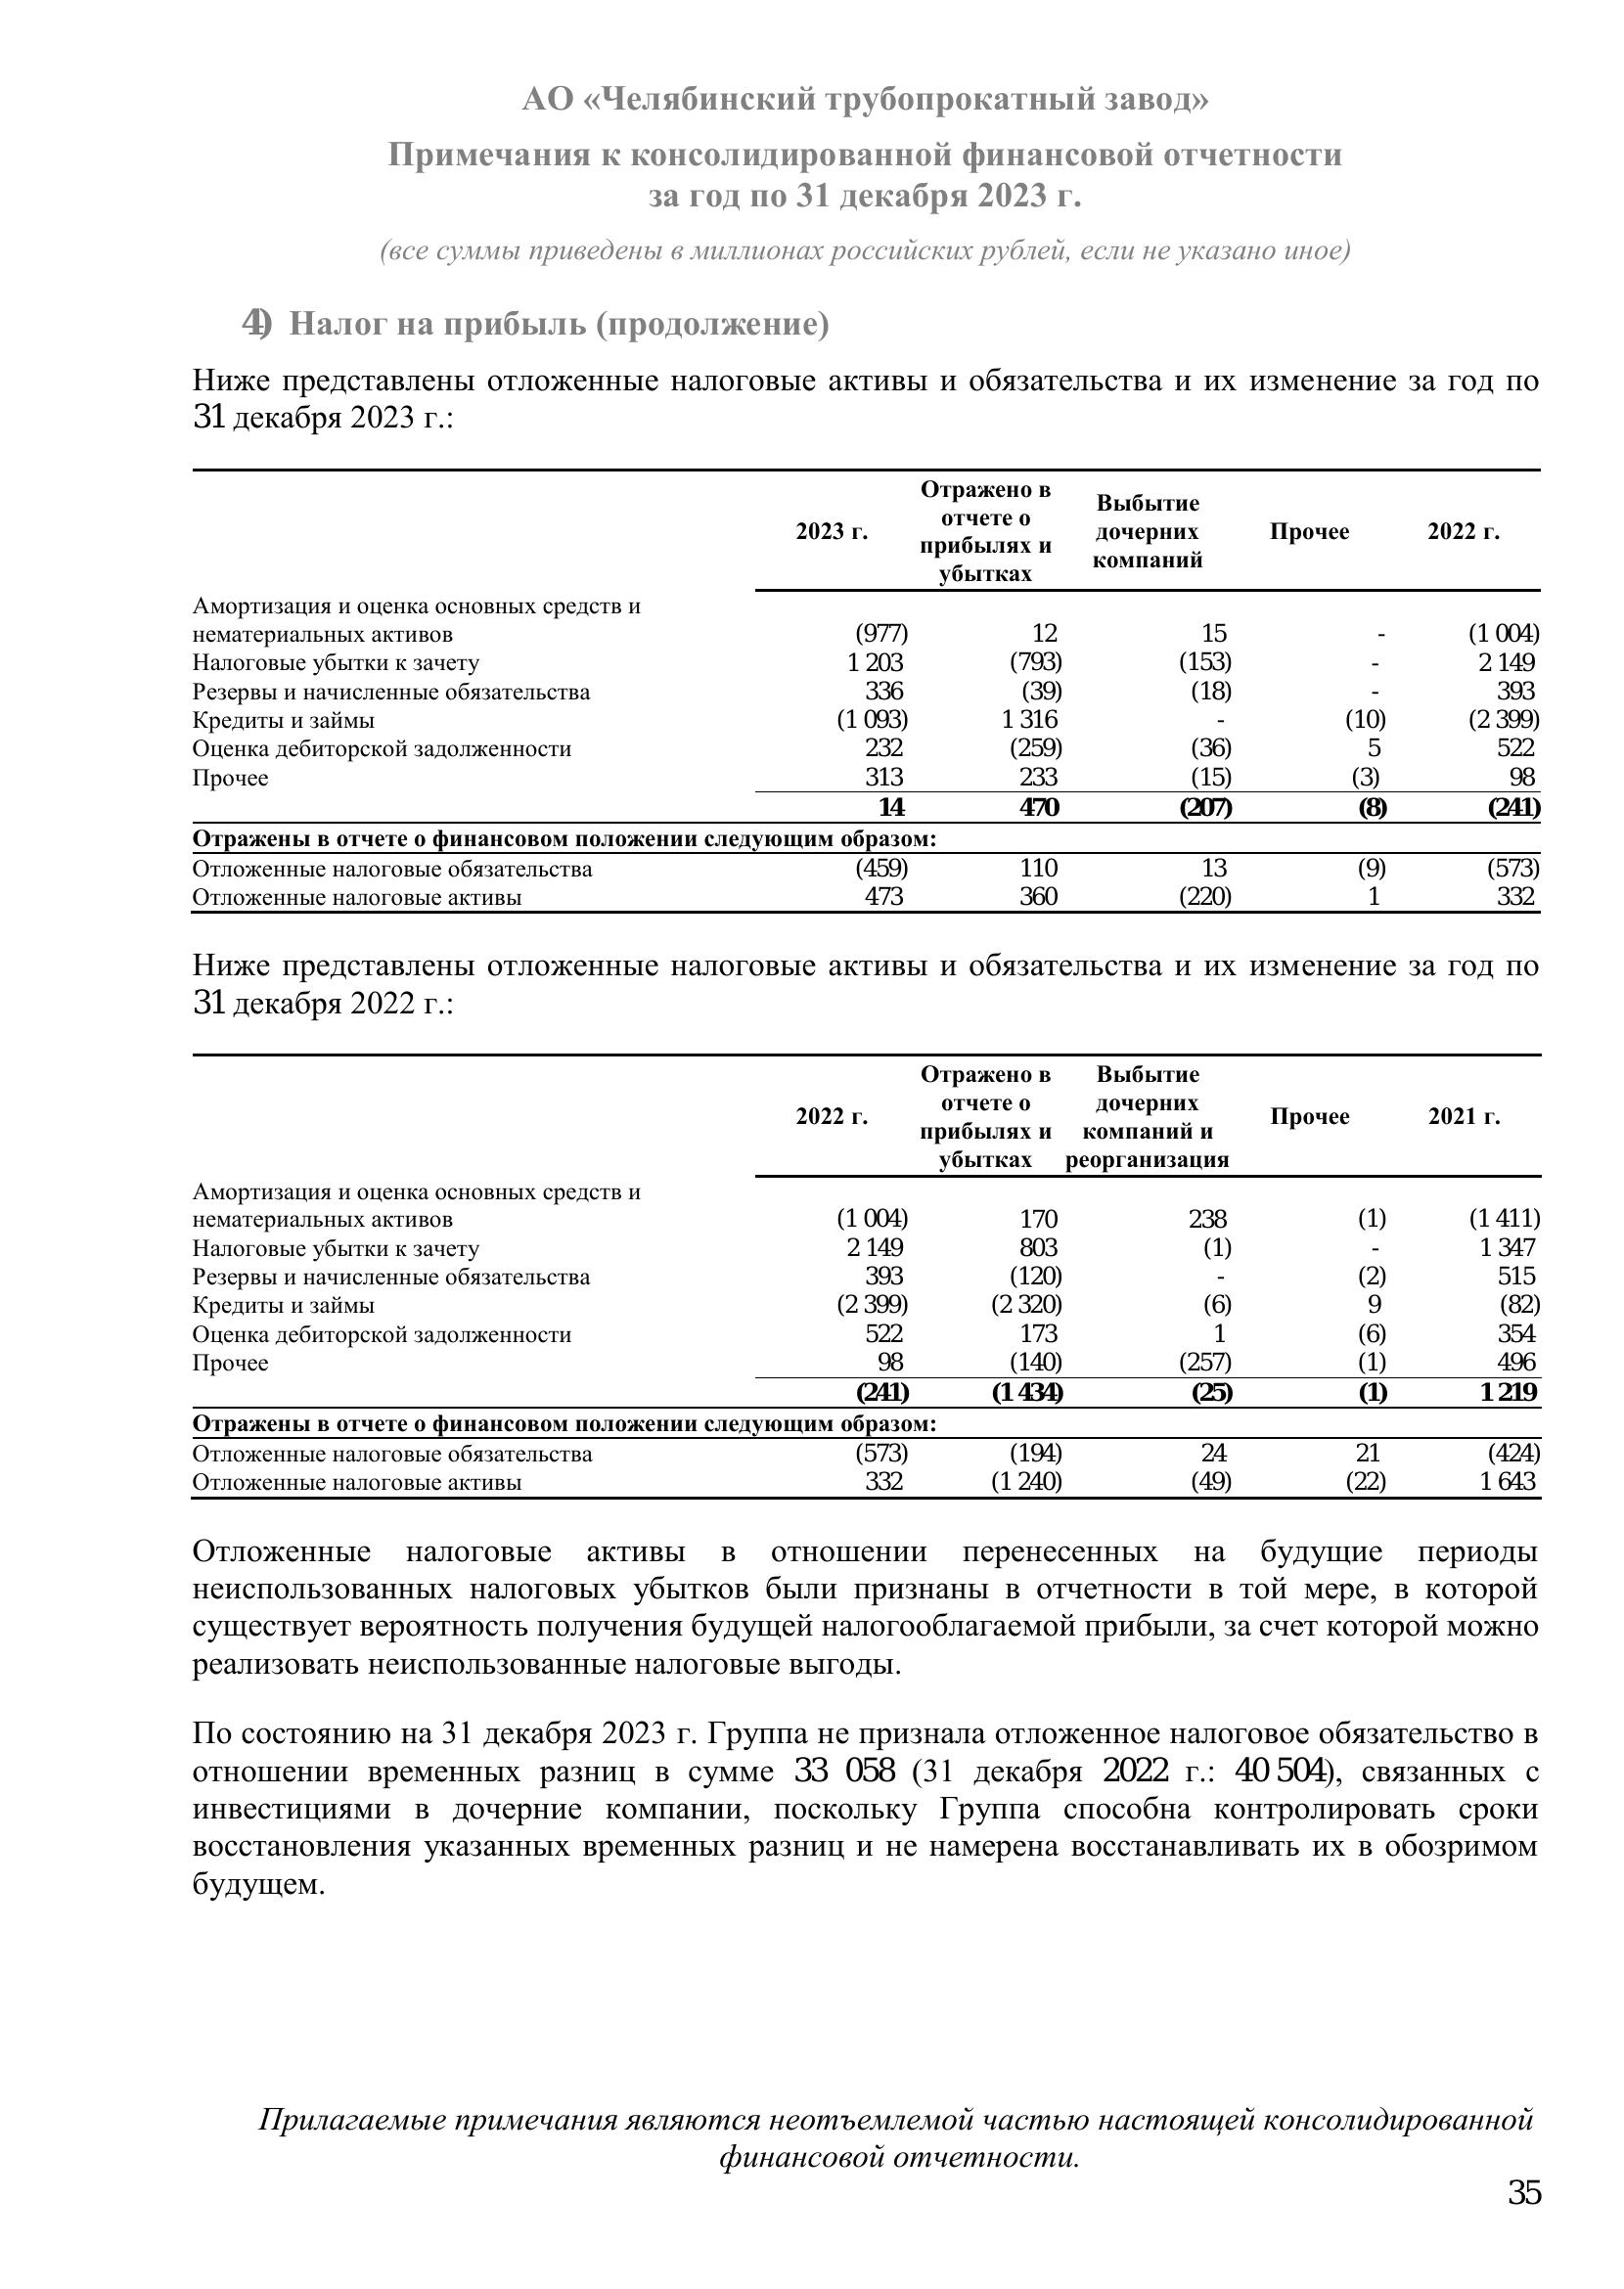 АО «Челябинский трубопрокатный завод»
Примечания к консолидированной финансовой отчетности
за год по 31 декабря 2023 г.
(все суммы приведены в миллионах российских рублей, если не указано иное)
4) Налог на прибыль (продолжение)
Ниже представлены отложенные налоговые активы и обязательства и их изменение за год по
31 декабря 2023 г.:
2023 г. Отражено в отчете о прибылях и убытках Выбытие дочерних компаний Прочее 2022 г.
Амортизация и оценка основных средств и
нематериальных активов (977) 12 15 - (1 004)
Налоговые убытки к зачету 1 203 (793) (153) - 2 149
Резервы и начисленные обязательства 336 (39) (18) - 393
Кредиты и займы (1 093) 1 316 - (10) (2 399)
Оценка дебиторской задолженности 232 (259) (36) 5 522
Прочее 313 233 (15) (3) 98
14 470 (207) (8) (241)
Отражены в отчете о финансовом положении следующим образом:
Отложенные налоговые обязательства (459) 110 13 (9) (573)
Отложенные налоговые активы 473 360 (220) 1 332
Ниже представлены отложенные налоговые активы и обязательства и их изменение за год по
31 декабря 2022 г.:
2022 г. Отражено в отчете о прибылях и убытках Выбытие дочерних компаний и реорганизация Прочее 2021 г.
Амортизация и оценка основных средств и
нематериальных активов (1 004) 170 238 (1) (1 411)
Налоговые убытки к зачету 2 149 803 (1) - 1 347
Резервы и начисленные обязательства 393 (120) - (2) 515
Кредиты и займы (2 399) (2 320) (6) 9 (82)
Оценка дебиторской задолженности 522 173 1 (6) 354
Прочее 98 (140) (257) (1) 496
(241) (1 434) (25) (1) 1 219
Отражены в отчете о финансовом положении следующим образом:
Отложенные налоговые обязательства (573) (194) 24 21 (424)
Отложенные налоговые активы 332 (1 240) (49) (22) 1 643
Отложенные налоговые активы в отношении перенесенных на будущие периоды
неиспользованных налоговых убытков были признаны в отчетности в той мере, в которой
существует вероятность получения будущей налогооблагаемой прибыли, за счет которой можно
реализовать неиспользованные налоговые выгоды.
По состоянию на 31 декабря 2023 г. Группа не признала отложенное налоговое обязательство в
отношении временных разниц в сумме 33 058 (31 декабря 2022 г.: 40 504), связанных с
инвестициями в дочерние компании, поскольку Группа способна контролировать сроки
восстановления указанных временных разниц и не намерена восстанавливать их в обозримом
будущем.
Прилагаемые примечания являются неотъемлемой частью настоящей консолидированной
финансовой отчетности.
35